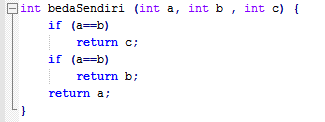 int bedaSendiri (int a, int b , int c) {
    if (a==b)
        return c;
    if (a==b)
        return b;
    return a;
}